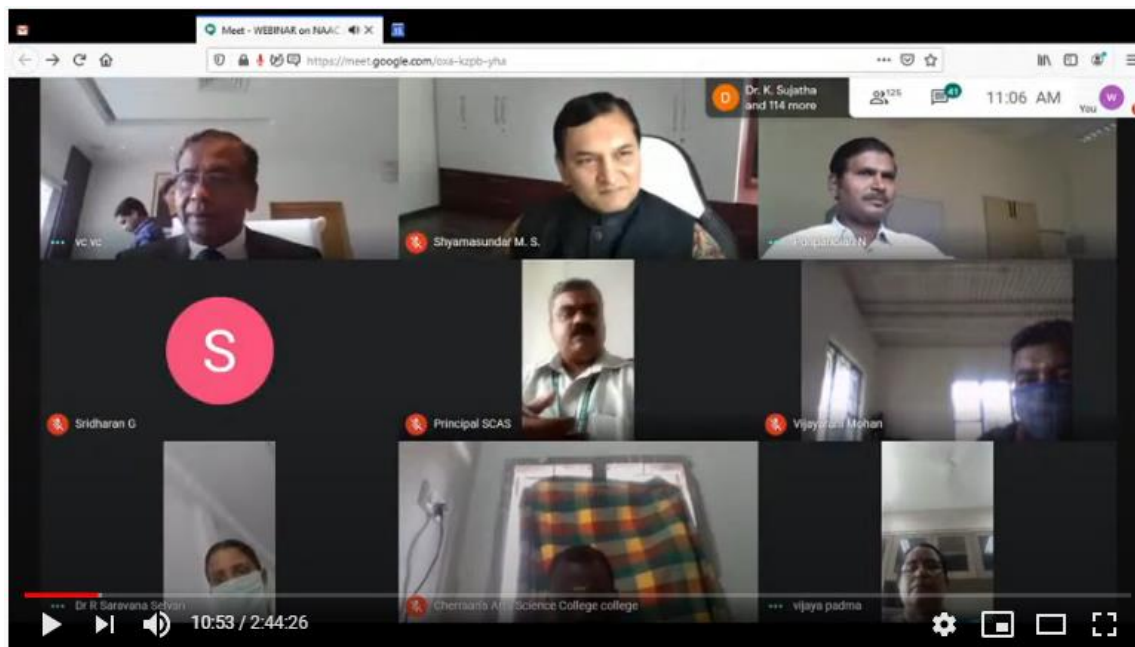 Meet - WEBINAR on NAAC
31
https://meet.google.com/oxa-kzpb-yha
D
Dr. K. Sujatha
and 114 more
125
41
11:06 AM
You
W
vc vc
Shyamasundar M. S.
Ponpandian N
S
Sridharan G
Principal SCAS
Vijayarani Mohan
Dr R Saravana Selvan
Arts Science College college
vijaya padma
10:53 / 2:44:26